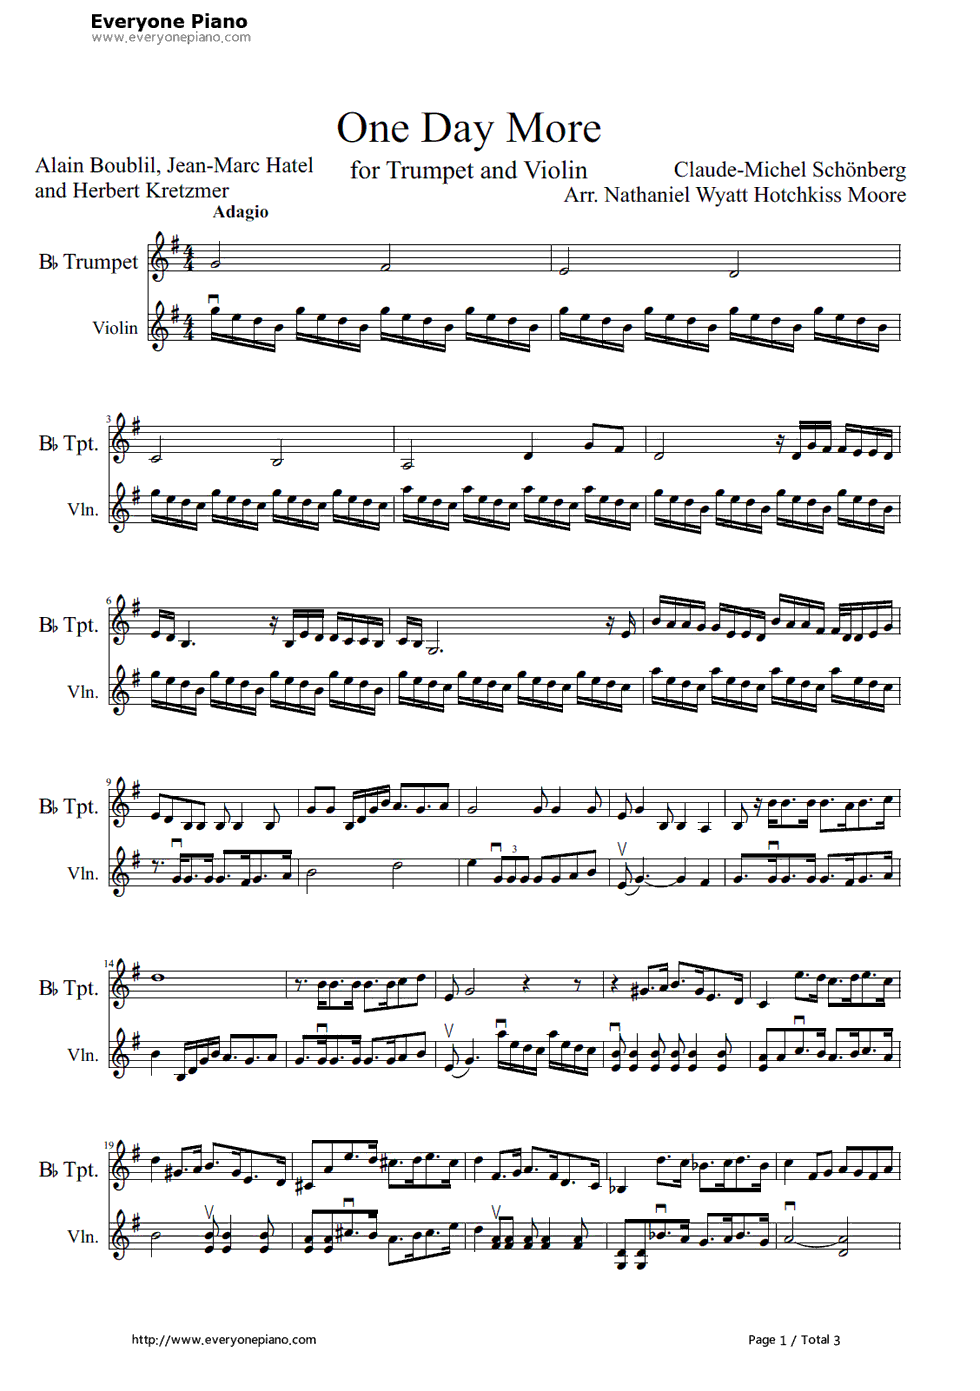 Everyone Piano
www.everyonepiano.com
One Day More
for Trumpet and Violin
Alain Boublil, Jean-Marc Hatel
and Herbert Kretzmer
Claude-Michel Schönberg
Arr. Nathaniel Wyatt Hotchkiss Moore
Adagio
B♭ Trumpet
Violin
3
B♭ Tpt.
Vln.
6
B♭ Tpt.
Vln.
9
B♭ Tpt.
Vln.
3
14
B♭ Tpt.
Vln.
19
B♭ Tpt.
Vln.
http://www.everyonepiano.com
Page 1 / Total 3